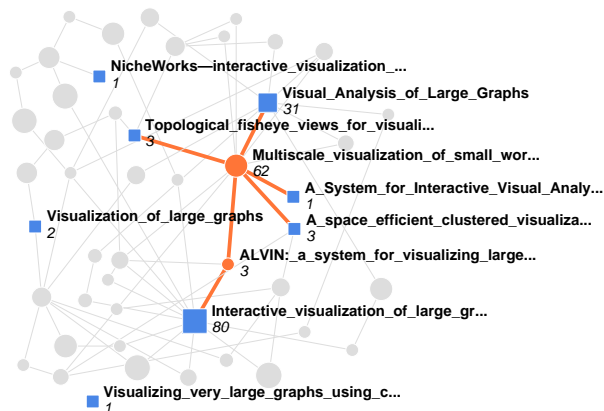 NicheWorks—interactive_visualization_...
1
Visual_Analysis_of_Large_Graphs
31
Topological_fisheye_views_for_visuali...
3
Multiscale_visualization_of_small_wor...
62
A_System_for_Interactive_Visual_Analy...
1
Visualization_of_large_graphs
2
A_space_efficient_clustered_visualiza...
3
ALVIN:_a_system_for_visualizing_large...
3
Interactive_visualization_of_large_gr...
80
Visualizing_very_large_graphs_using_c...
1